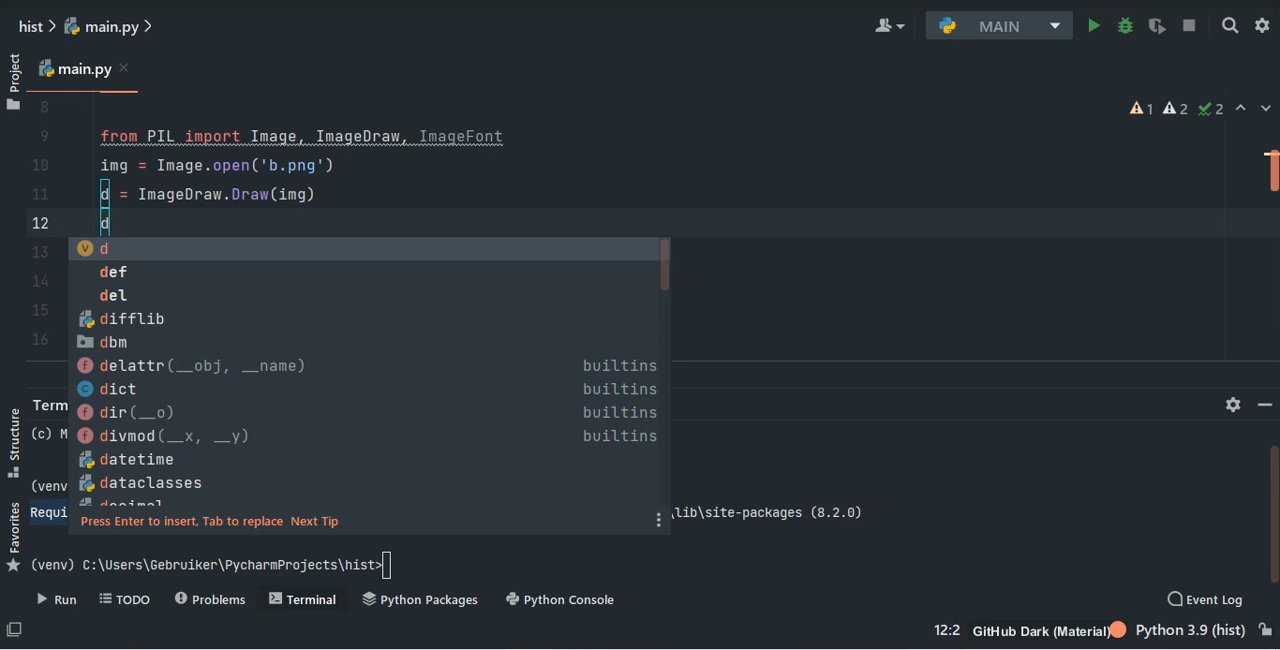 hist main.py
MAIN
Project
main.py
1 2 2
8
9 from PIL import Image, ImageDraw, ImageFont
10 img = Image.open('b.png')
11 d = ImageDraw.Draw(img)
12 d
13
14
15
16
d
def
del
difflib
dbm
delattr(__obj, __name) builtins
dict builtins
dir(__o) builtins
divmod(__x, __y) builtins
datetime
dataclasses
decimal
Press Enter to insert, Tab to replace Next Tip
Structure
Favorites
Term
(c) M
(venv
Requi \lib\site-packages (8.2.0)
(venv) C:\Users\Gebruiker\PycharmProjects\hist>
Run TODO Problems Terminal Python Packages Python Console Event Log
12:2 GitHub Dark (Material) Python 3.9 (hist)